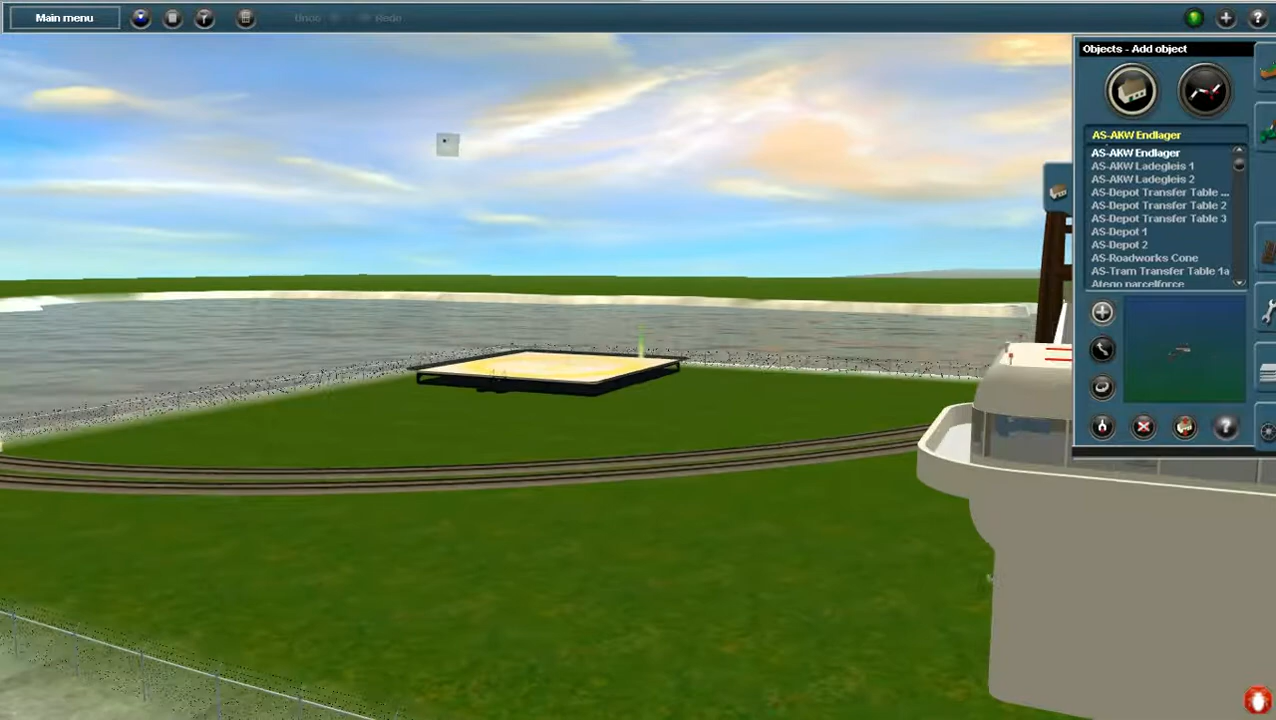 Main menu
Undo
Redo
?
Objects - Add object
AS-AKW Endlager
AS-AKW Endlager
AS-AKW Ladegleis 1
AS-AKW Ladegleis 2
AS-Depot Transfer Table ...
AS-Depot Transfer Table 2
AS-Depot Transfer Table 3
AS-Depot 1
AS-Depot 2
AS-Roadworks Cone
AS-Tram Transfer Table 1a
Atego parcelforce
?